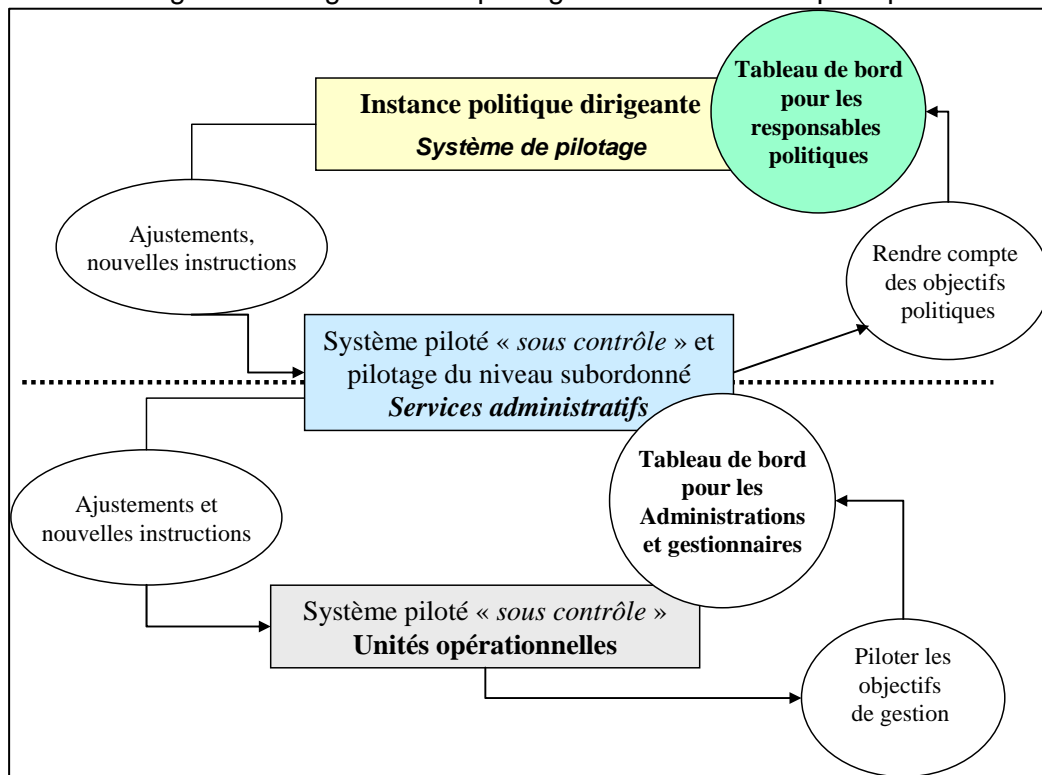 Instance politique dirigeante
Système de pilotage
Tableau de bord
pour les
responsables
politiques
Ajustements,
nouvelles instructions
Rendre compte
des objectifs
politiques
Système piloté « sous contrôle » et
pilotage du niveau subordonné
Services administratifs
Tableau de bord
pour les
Administrations
et gestionnaires
Ajustements et
nouvelles instructions
Système piloté « sous contrôle »
Unités opérationnelles
Piloter les
objectifs
de gestion